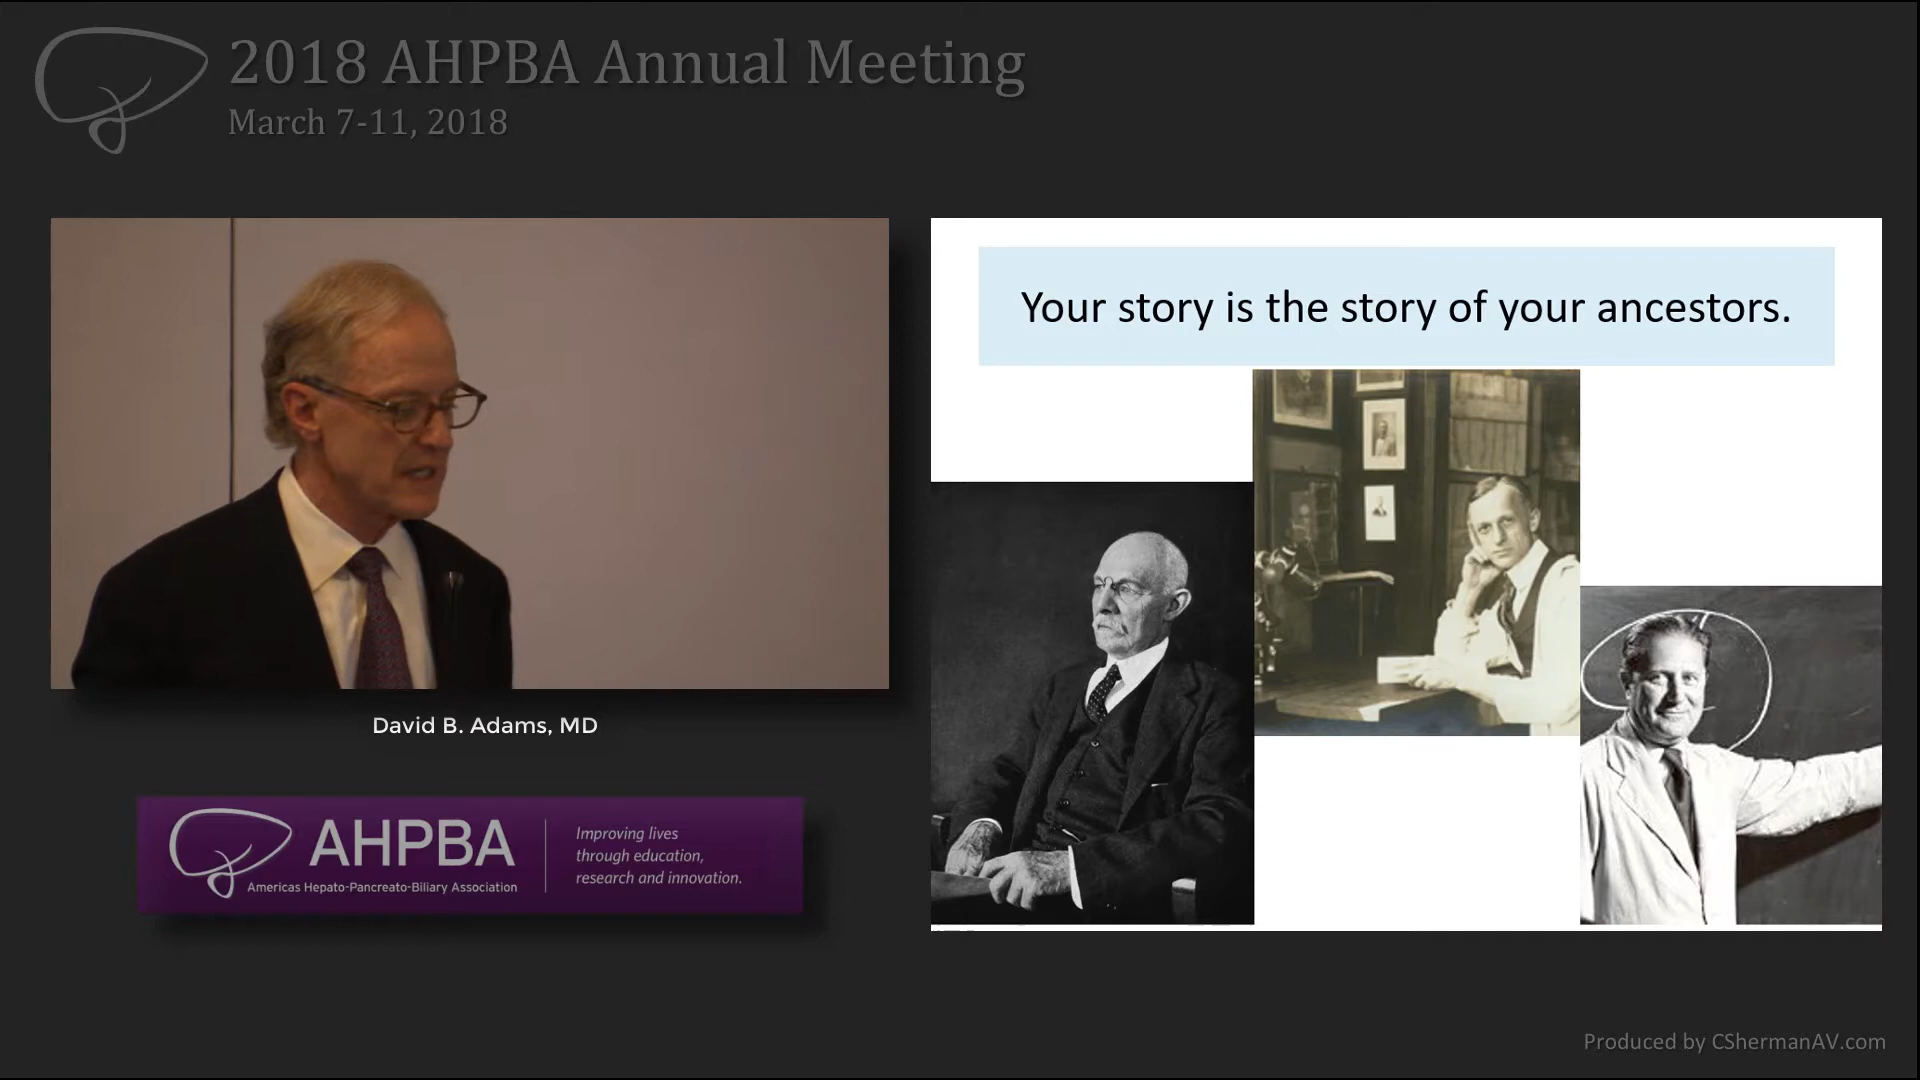 2018 AHPBA Annual Meeting
March 7-11, 2018
Your story is the story of your ancestors.
David B. Adams, MD
AHPBA
Americas Hepato-Pancreato-Biliary Association
Improving lives
through education,
research and innovation.
Produced by CShermanAV.com